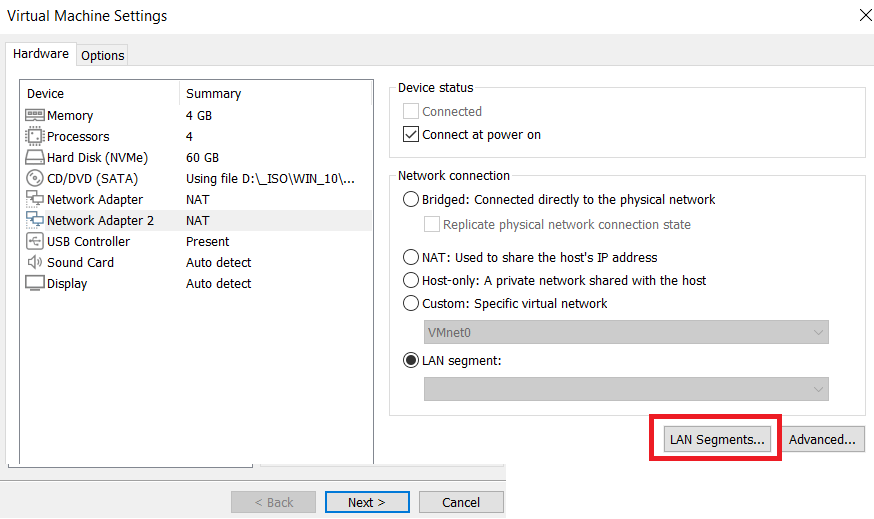 Virtual Machine Settings
Hardware
Options
Device Summary
Memory 4 GB
Processors 4
Hard Disk (NVMe) 60 GB
CD/DVD (SATA) Using file D:\_ISO\WIN_10\...
Network Adapter NAT
Network Adapter 2 NAT
USB Controller Present
Sound Card Auto detect
Display Auto detect
Device status
Connected
Connect at power on
Network connection
Bridged: Connected directly to the physical network
Replicate physical network connection state
NAT: Used to share the host's IP address
Host-only: A private network shared with the host
Custom: Specific virtual network
VMnet0
LAN segment:
LAN Segments... Advanced...
< Back Next > Cancel